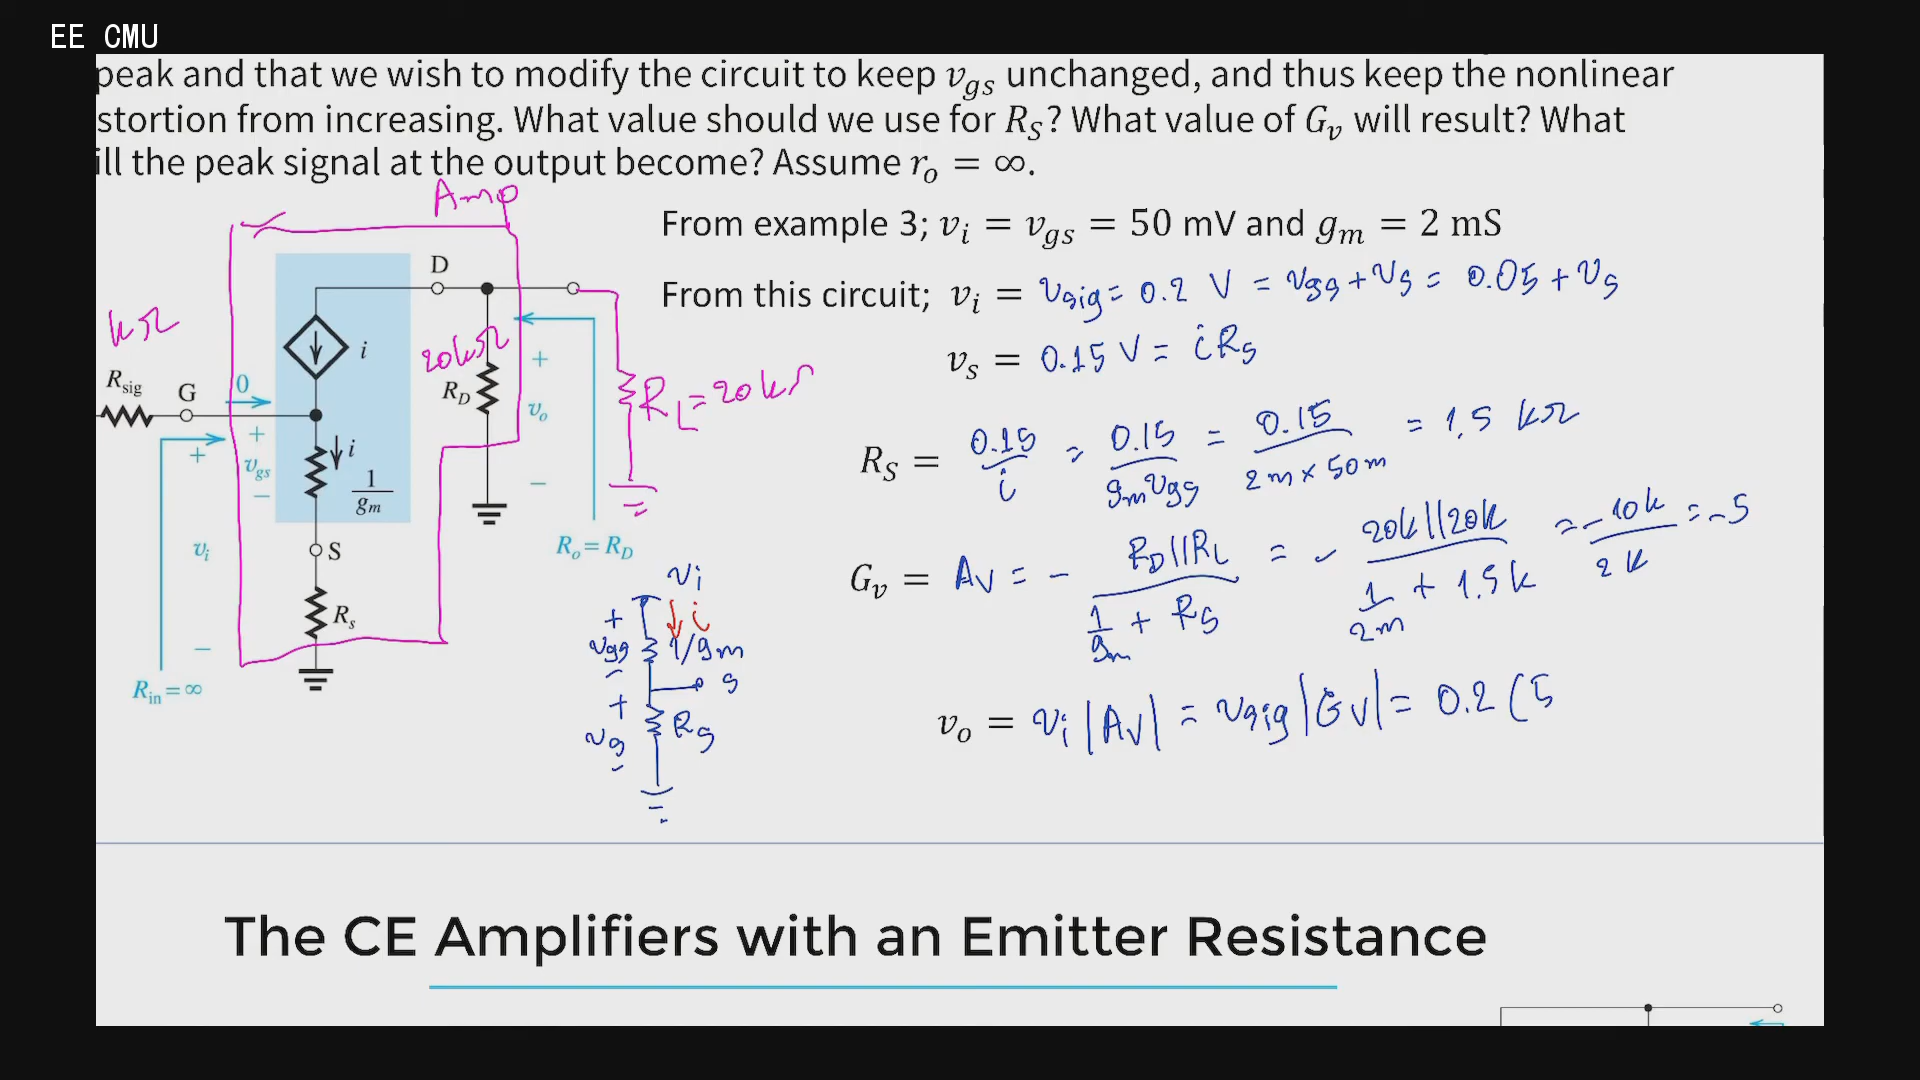 EE CMU
peak and that we wish to modify the circuit to keep v_gs unchanged, and thus keep the nonlinear
stortion from increasing. What value should we use for R_S? What value of G_v will result? What
ill the peak signal at the output become? Assume r_o = ∞.
Amp
From example 3; v_i = v_gs = 50 mV and g_m = 2 mS
From this circuit; v_i = v_sig = 0.2 V = v_gs + v_s = 0.05 + v_s
v_s = 0.15 V = i R_s
R_S = 0.15/i = 0.15/(g_m v_gs) = 0.15/(2m × 50m) = 1.5 kΩ
G_v = A_v = - (R_D||R_L)/(1/g_m + R_s) = - (20k||20k)/(1/2m + 1.5k) = -10k/2k = -5
v_o = v_i |A_v| = v_sig |G_v| = 0.2 (5
D
kΩ
i
20kΩ
R_sig
G
0
R_D
+
v_o
−
R_L = 20k
+
+
v_gs
−
i
1/g_m
v_i
S
R_o = R_D
R_s
−
R_in = ∞
v_i
i
+
v_gs
−
1/g_m
s
+
v_s
−
R_s
The CE Amplifiers with an Emitter Resistance